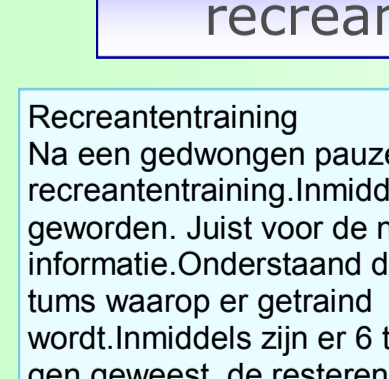 recrean
Recreantentraining
Na een gedwongen pauze
recreantentraining.Inmidd
geworden. Juist voor de n
informatie.Onderstaand d
tums waarop er getraind
wordt.Inmiddels zijn er 6 t
gen geweest, de resteren